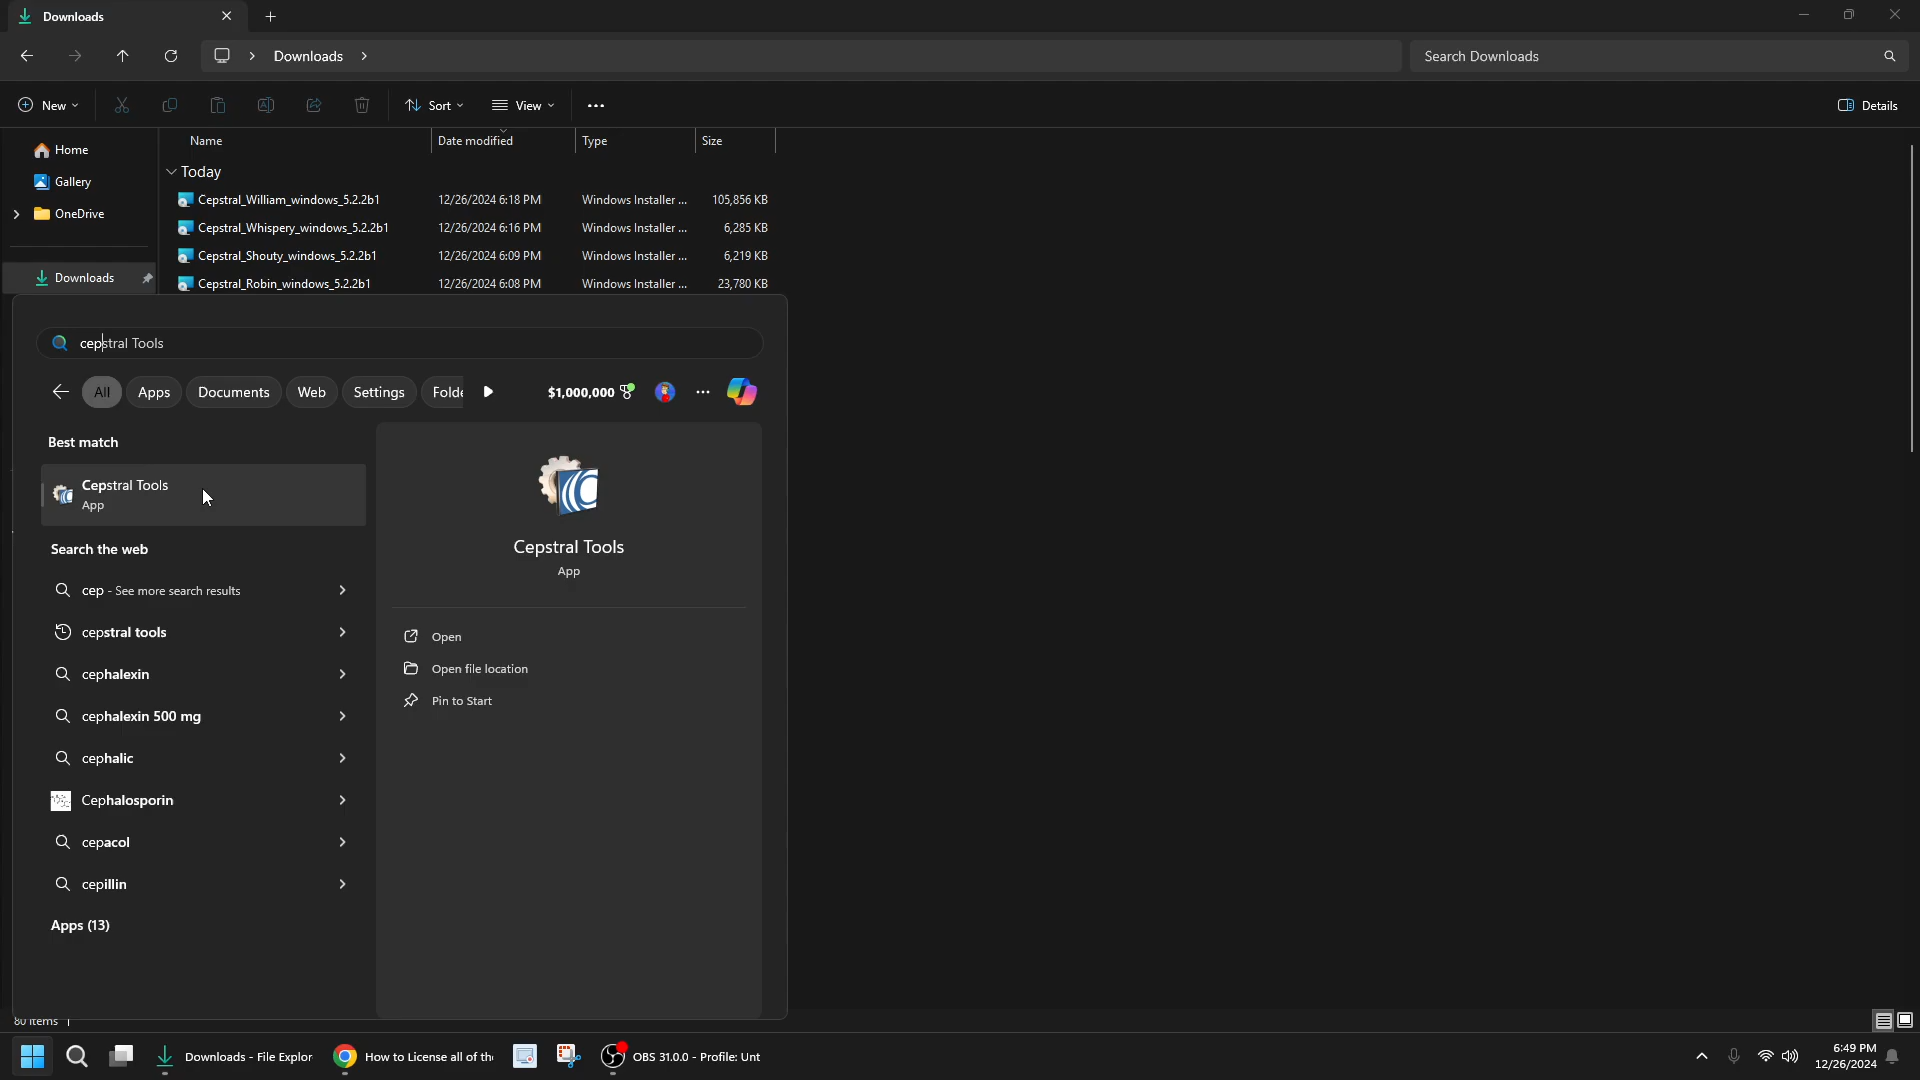 Downloads
Downloads
Search Downloads
New
Sort
View
Details
Home
Gallery
OneDrive
Downloads
Name Date modified Type Size
Today
Cepstral_William_windows_5.2.2b1 12/26/2024 6:18 PM Windows Installer ... 105,856 KB
Cepstral_Whispery_windows_5.2.2b1 12/26/2024 6:16 PM Windows Installer ... 6,285 KB
Cepstral_Shouty_windows_5.2.2b1 12/26/2024 6:09 PM Windows Installer ... 6,219 KB
Cepstral_Robin_windows_5.2.2b1 12/26/2024 6:08 PM Windows Installer ... 23,780 KB
cepstral Tools
All Apps Documents Web Settings Folde $1,000,000
Best match
Cepstral Tools
App
Search the web
cep - See more search results
cepstral tools
cephalexin
cephalexin 500 mg
cephalic
Cephalosporin
cepacol
cepillin
Apps (13)
Cepstral Tools
App
Open
Open file location
Pin to Start
80 items
Downloads - File Explor
How to License all of th
OBS 31.0.0 - Profile: Unt
6:49 PM
12/26/2024